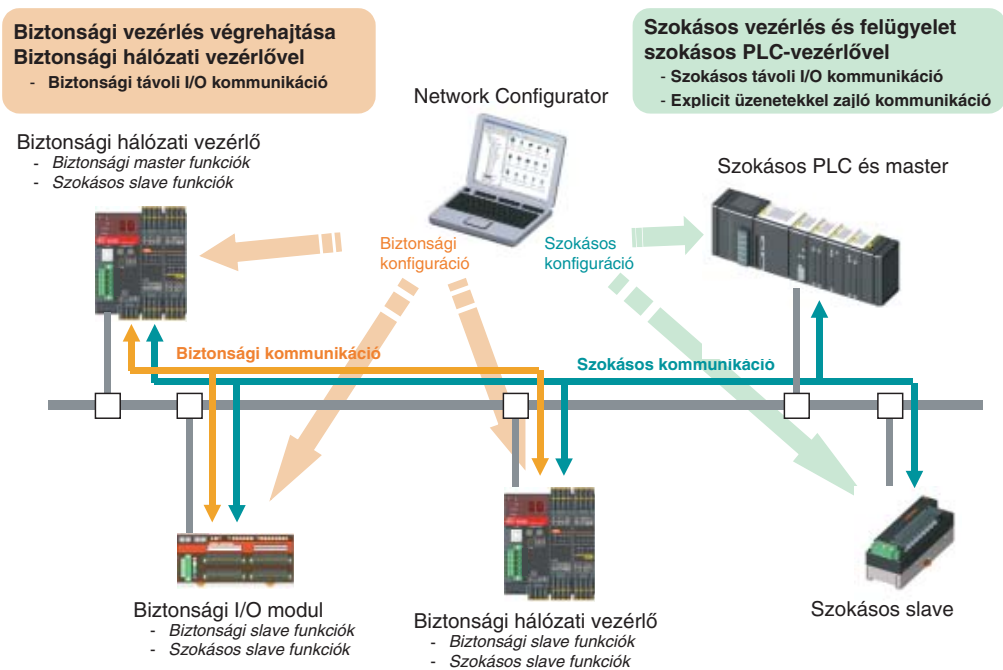 Biztonsági vezérlés végrehajtása
Biztonsági hálózati vezérlővel
- Biztonsági távoli I/O kommunikáció
Szokásos vezérlés és felügyelet
szokásos PLC-vezérlővel
- Szokásos távoli I/O kommunikáció
- Explicit üzenetekkel zajló kommunikáció
Network Configurator
Biztonsági hálózati vezérlő
- Biztonsági master funkciók
- Szokásos slave funkciók
Szokásos PLC és master
Biztonsági
konfiguráció
Szokásos
konfiguráció
Biztonsági kommunikáció
Szokásos kommunikáció
Biztonsági I/O modul
- Biztonsági slave funkciók
- Szokásos slave funkciók
Biztonsági hálózati vezérlő
- Biztonsági slave funkciók
- Szokásos slave funkciók
Szokásos slave